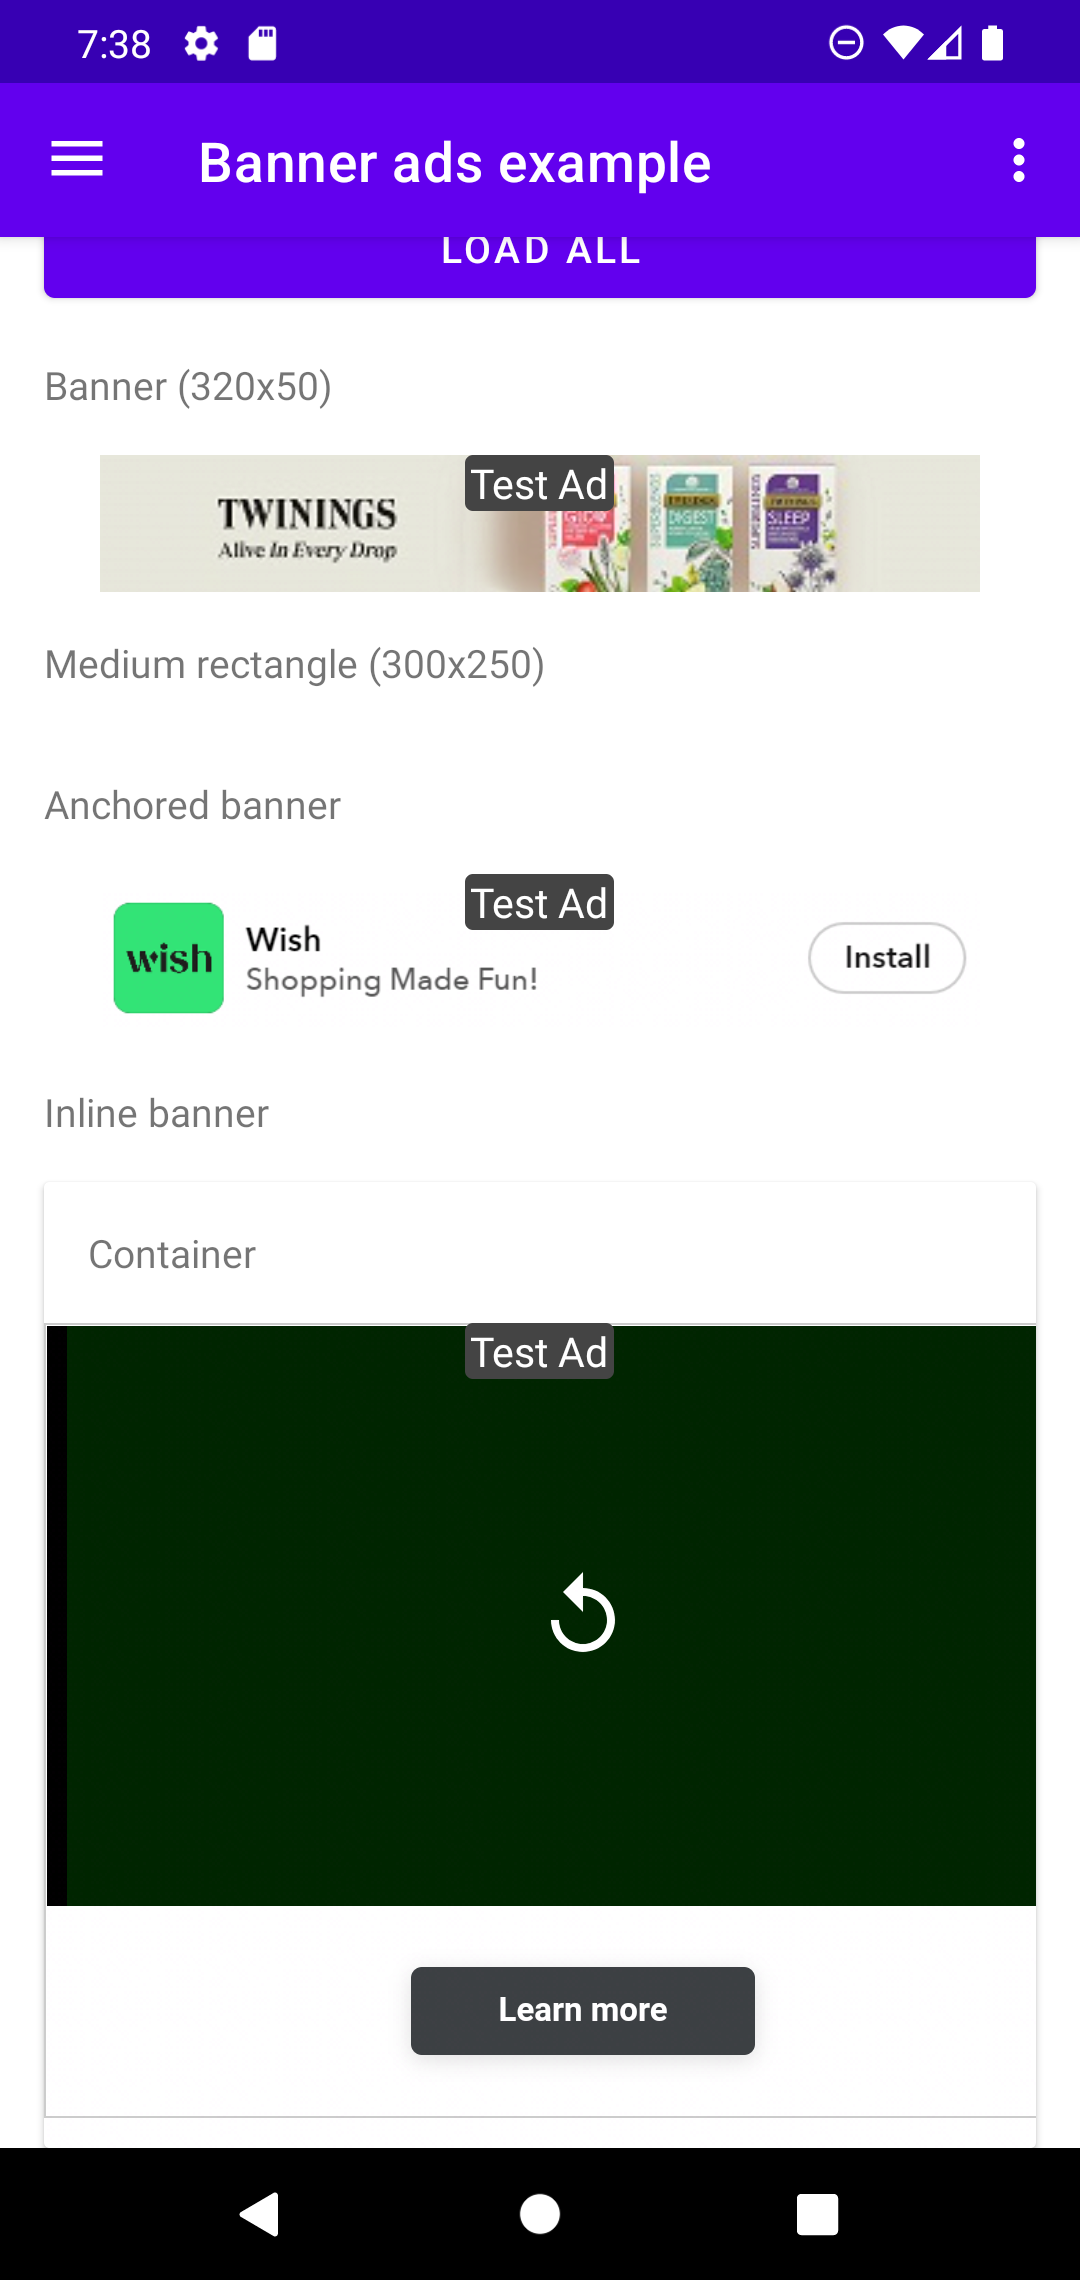 7:38
Banner ads example
LOAD ALL
Banner (320x50)
Test Ad
TWININGS
Alive In Every Drop
DIGEST
SLEEP
Medium rectangle (300x250)
Anchored banner
Test Ad
wish
Wish
Shopping Made Fun!
Install
Inline banner
Container
Test Ad
Learn more